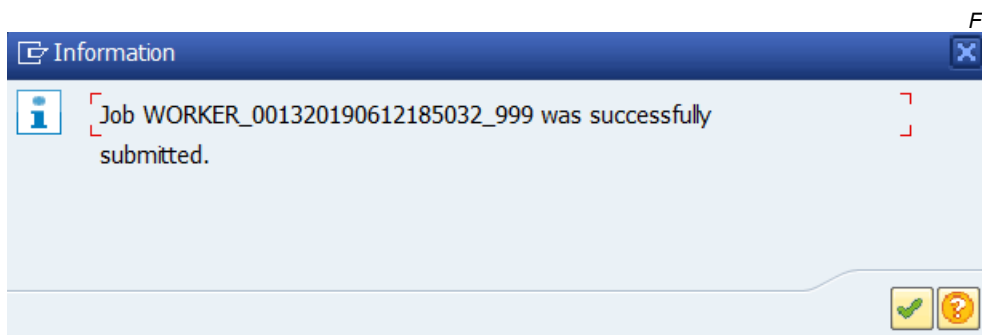 F
Information
Job WORKER_001320190612185032_999 was successfully
submitted.